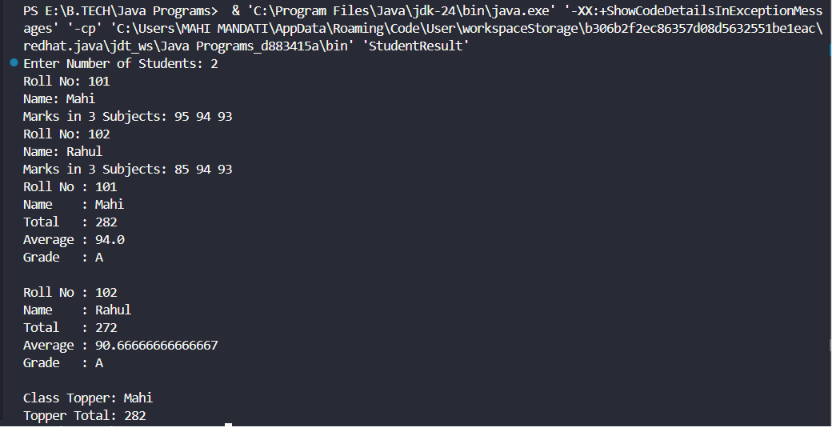 PS E:\B.TECH\Java Programs>  & 'C:\Program Files\Java\jdk-24\bin\java.exe' '-XX:+ShowCodeDetailsInExceptionMess
ages' '-cp' 'C:\Users\MAHI MANDATI\AppData\Roaming\Code\User\workspaceStorage\b306b2f2ec86357d08d5632551be1eac\
redhat.java\jdt_ws\Java Programs_d883415a\bin' 'StudentResult'
Enter Number of Students: 2
Roll No: 101
Name: Mahi
Marks in 3 Subjects: 95 94 93
Roll No: 102
Name: Rahul
Marks in 3 Subjects: 85 94 93
Roll No : 101
Name    : Mahi
Total   : 282
Average : 94.0
Grade   : A

Roll No : 102
Name    : Rahul
Total   : 272
Average : 90.66666666666667
Grade   : A

Class Topper: Mahi
Topper Total: 282